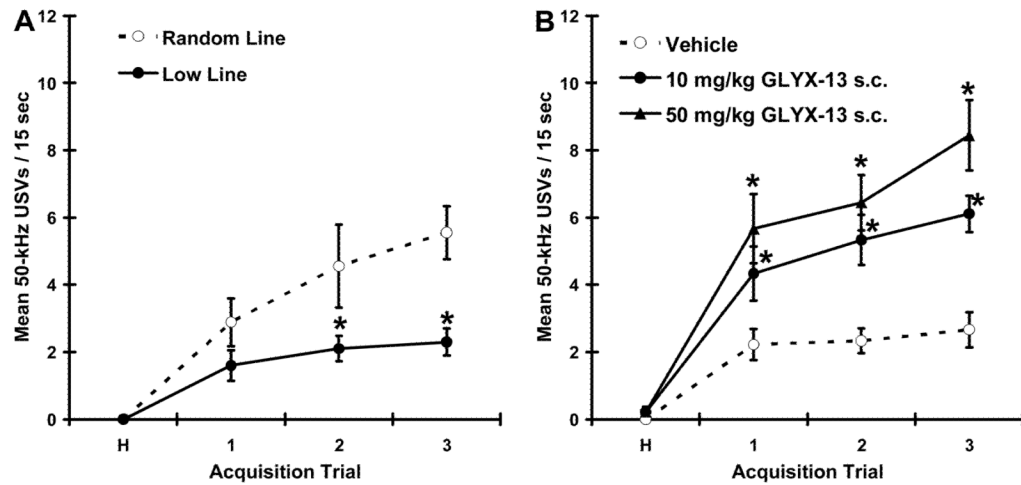 A
Random Line
Low Line
Mean 50-kHz USVs / 15 sec
12
10
8
6
4
2
0
*
*
H 1 2 3
Acquisition Trial
B
Vehicle
10 mg/kg GLYX-13 s.c.
50 mg/kg GLYX-13 s.c.
Mean 50-kHz USVs / 15 sec
12
10
8
6
4
2
0
*
*
*
*
*
*
H 1 2 3
Acquisition Trial